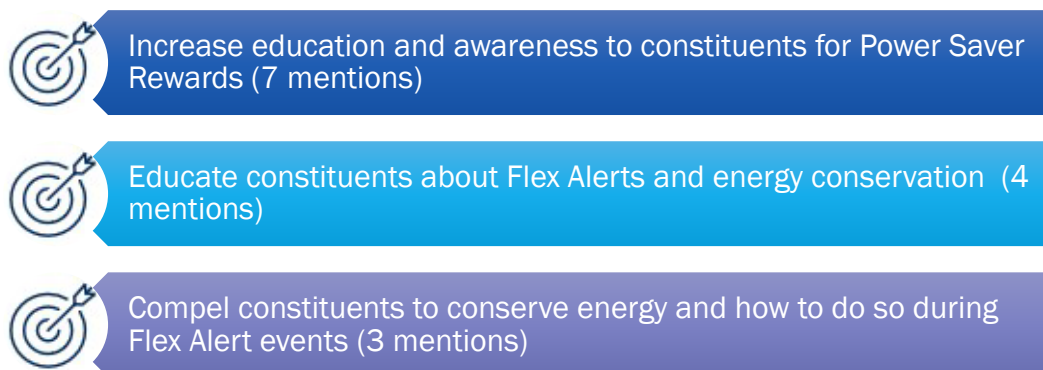 Increase education and awareness to constituents for Power Saver
Rewards (7 mentions)
Educate constituents about Flex Alerts and energy conservation  (4
mentions)
Compel constituents to conserve energy and how to do so during
Flex Alert events (3 mentions)